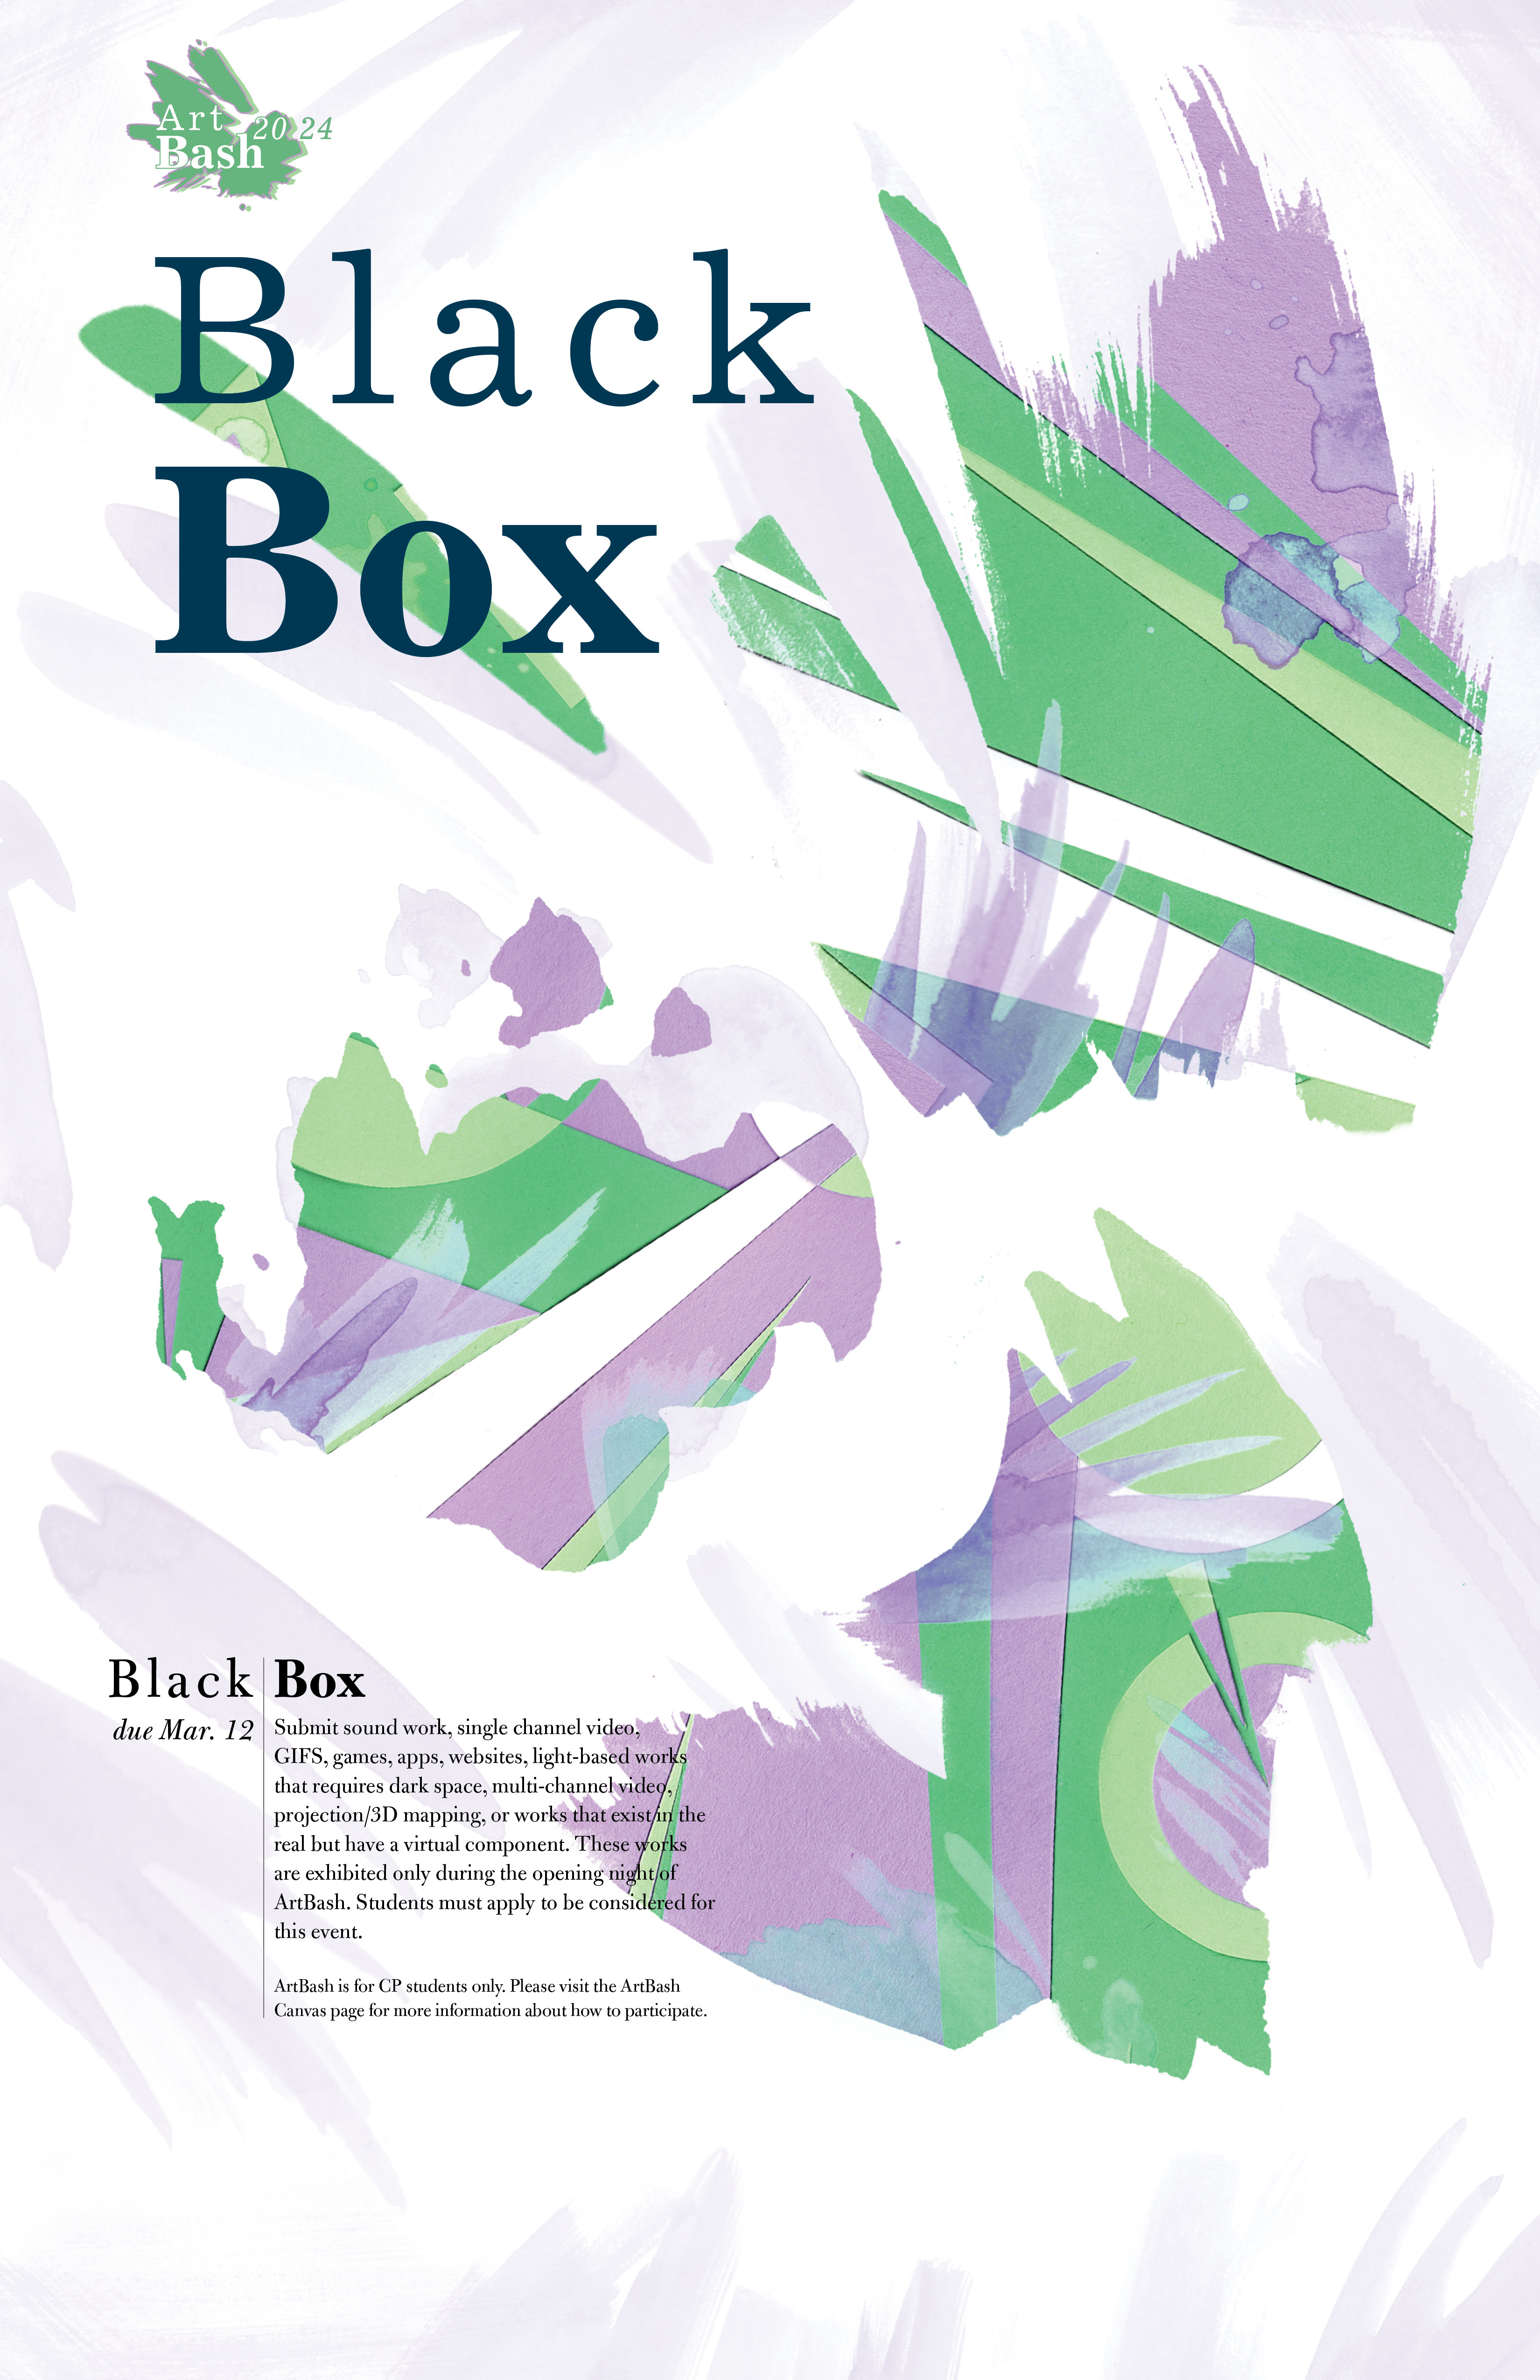 Art
Bash 20 24
Black
Box
Black Box
due Mar. 12
Submit sound work, single channel video,
GIFS, games, apps, websites, light-based works
that requires dark space, multi-channel video,
projection/3D mapping, or works that exist in the
real but have a virtual component. These works
are exhibited only during the opening night of
ArtBash. Students must apply to be considered for
this event.
ArtBash is for CP students only. Please visit the ArtBash
Canvas page for more information about how to participate.